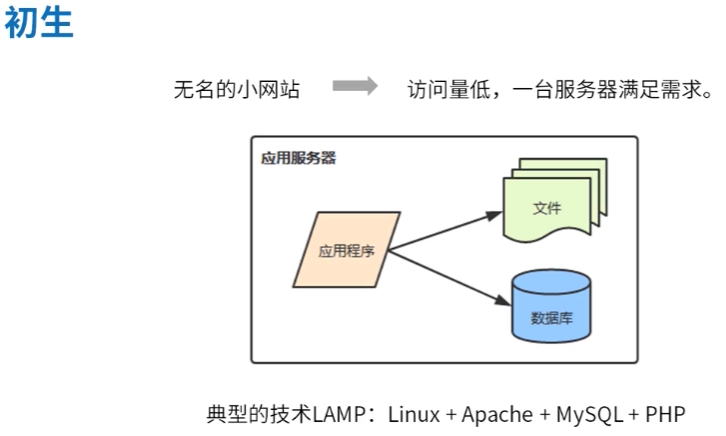 初生
无名的小网站 访问量低，一台服务器满足需求。
应用服务器
文件
应用程序
数据库
典型的技术LAMP：Linux + Apache + MySQL + PHP